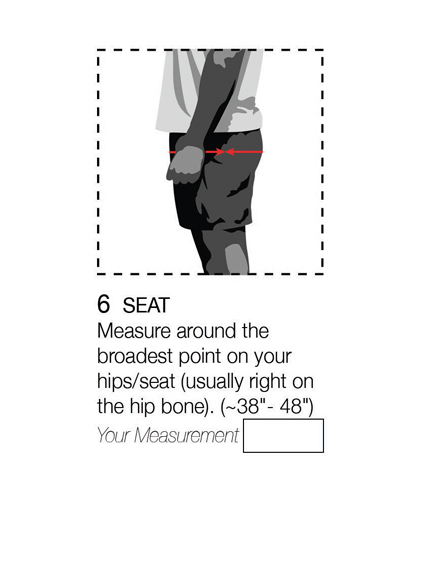 6 SEAT
Measure around the
broadest point on your
hips/seat (usually right on
the hip bone). (~38"- 48")
Your Measurement